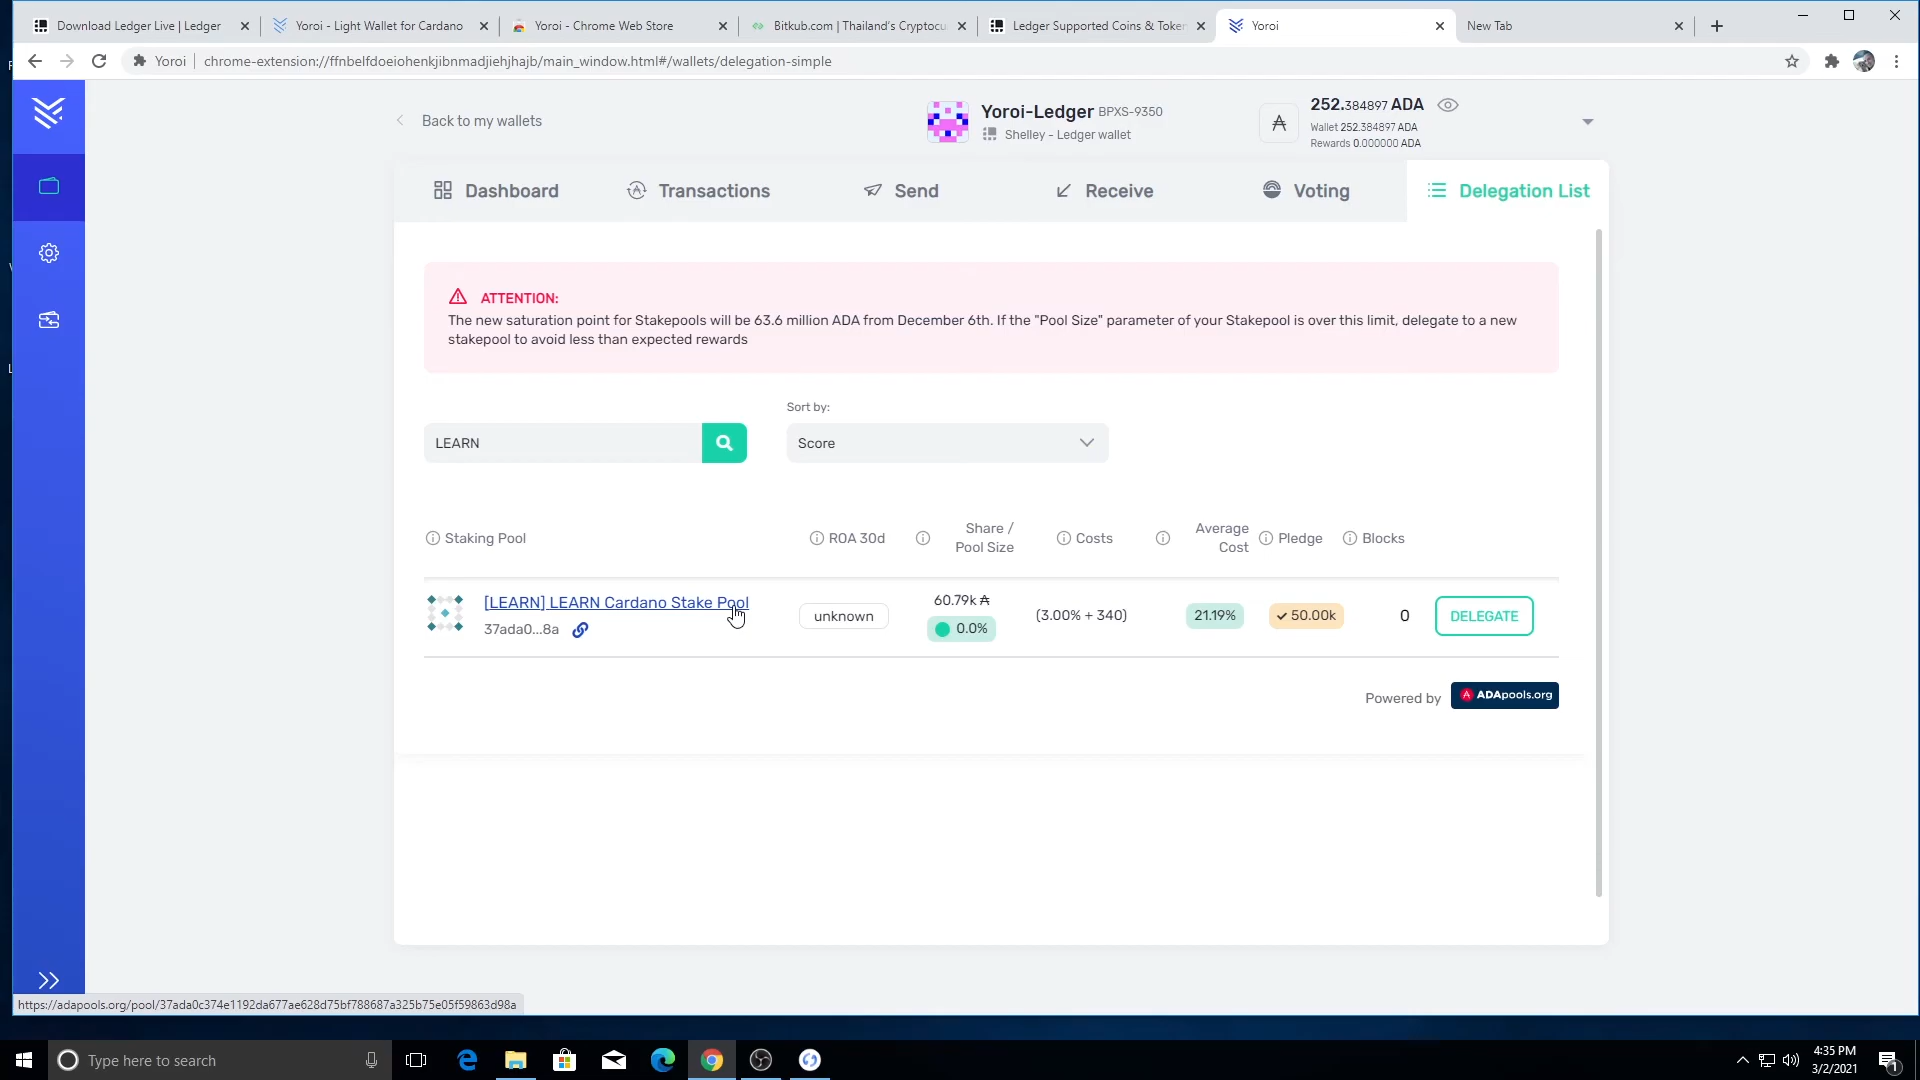 Download Ledger Live | Ledger
Yoroi - Light Wallet for Cardano
Yoroi - Chrome Web Store
Bitkub.com | Thailand's Cryptocu
Ledger Supported Coins & Token
Yoroi
New Tab
Yoroi
chrome-extension://ffnbelfdoeiohenkjibnmadjiehjhajb/main_window.html#/wallets/delegation-simple
Back to my wallets
Yoroi-Ledger BPXS-9350
Shelley - Ledger wallet
252.384897 ADA
Wallet 252.384897 ADA
Rewards 0.000000 ADA
Dashboard
Transactions
Send
Receive
Voting
Delegation List
ATTENTION:
The new saturation point for Stakepools will be 63.6 million ADA from December 6th. If the "Pool Size" parameter of your Stakepool is over this limit, delegate to a new
stakepool to avoid less than expected rewards
Sort by:
LEARN
Score
Staking Pool
ROA 30d
Share /
Pool Size
Costs
Average
Cost
Pledge
Blocks
[LEARN] LEARN Cardano Stake Pool
37ada0...8a
unknown
60.79k ₳
0.0%
(3.00% + 340)
21.19%
✓ 50.00k
0
DELEGATE
Powered by
ADApools.org
https://adapools.org/pool/37ada0c374e1192da677ae628d75bf788687a325b75e05f59863d98a
Type here to search
4:35 PM
3/2/2021
1